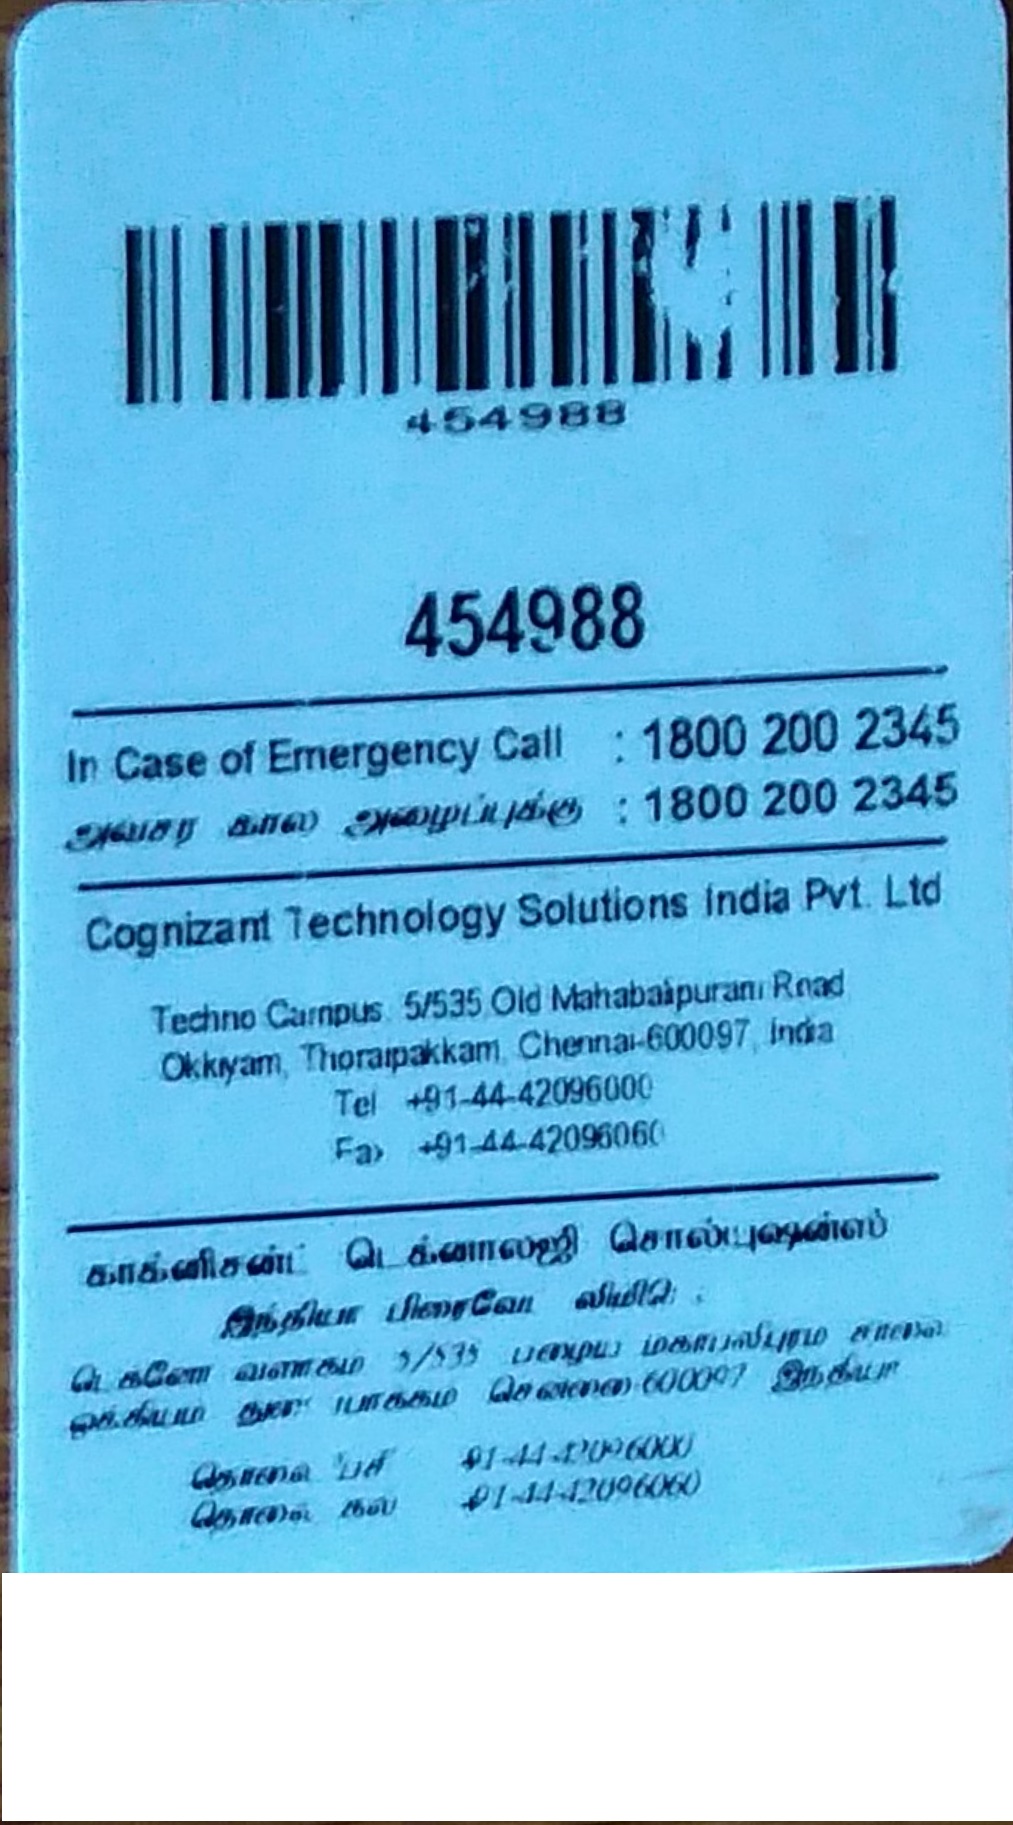 454988
454988
In Case of Emergency Call : 1800 200 2345
அவசர கால அழைப்புக்கு : 1800 200 2345
Cognizant Technology Solutions India Pvt. Ltd
Techno Campus 5/535 Old Mahabalipuram Road
Okkiyam, Thoraipakkam, Chennai-600097, India
Tel +91-44-42096000
Fax +91-44-42096060
காக்னிசன்ட் டெக்னாலஜி சொல்யுஷன்ஸ்
இந்தியா பிரைவேட்
டெக்னோ வளாகம் 5/535 பழைய மகாபலிபுரம் சாலை
பாக்கம் சென்னை-600097 இந்தியா
தொலை 91-44-42096000
தொலை 91-44-42096060